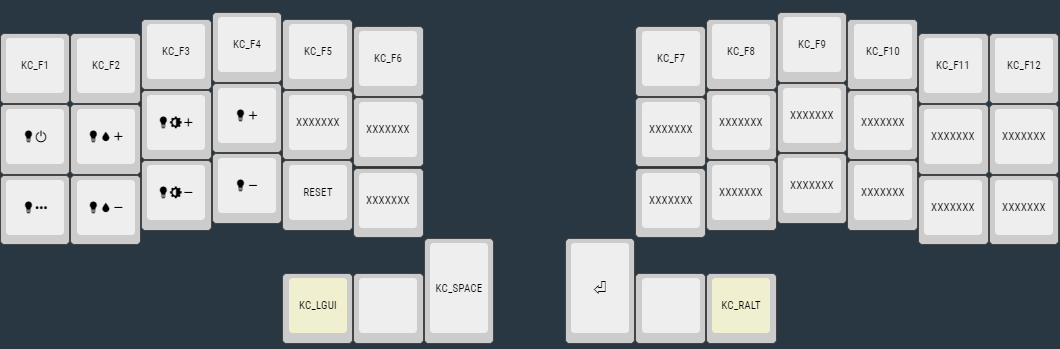 KC_F1 KC_F2 KC_F3 KC_F4 KC_F5 KC_F6 KC_F7 KC_F8 KC_F9 KC_F10 KC_F11 KC_F12
+ + + XXXXXXX XXXXXXX XXXXXXX XXXXXXX XXXXXXX XXXXXXX XXXXXXX XXXXXXX
... − − − RESET XXXXXXX XXXXXXX XXXXXXX XXXXXXX XXXXXXX XXXXXXX XXXXXXX
KC_LGUI KC_SPACE KC_RALT